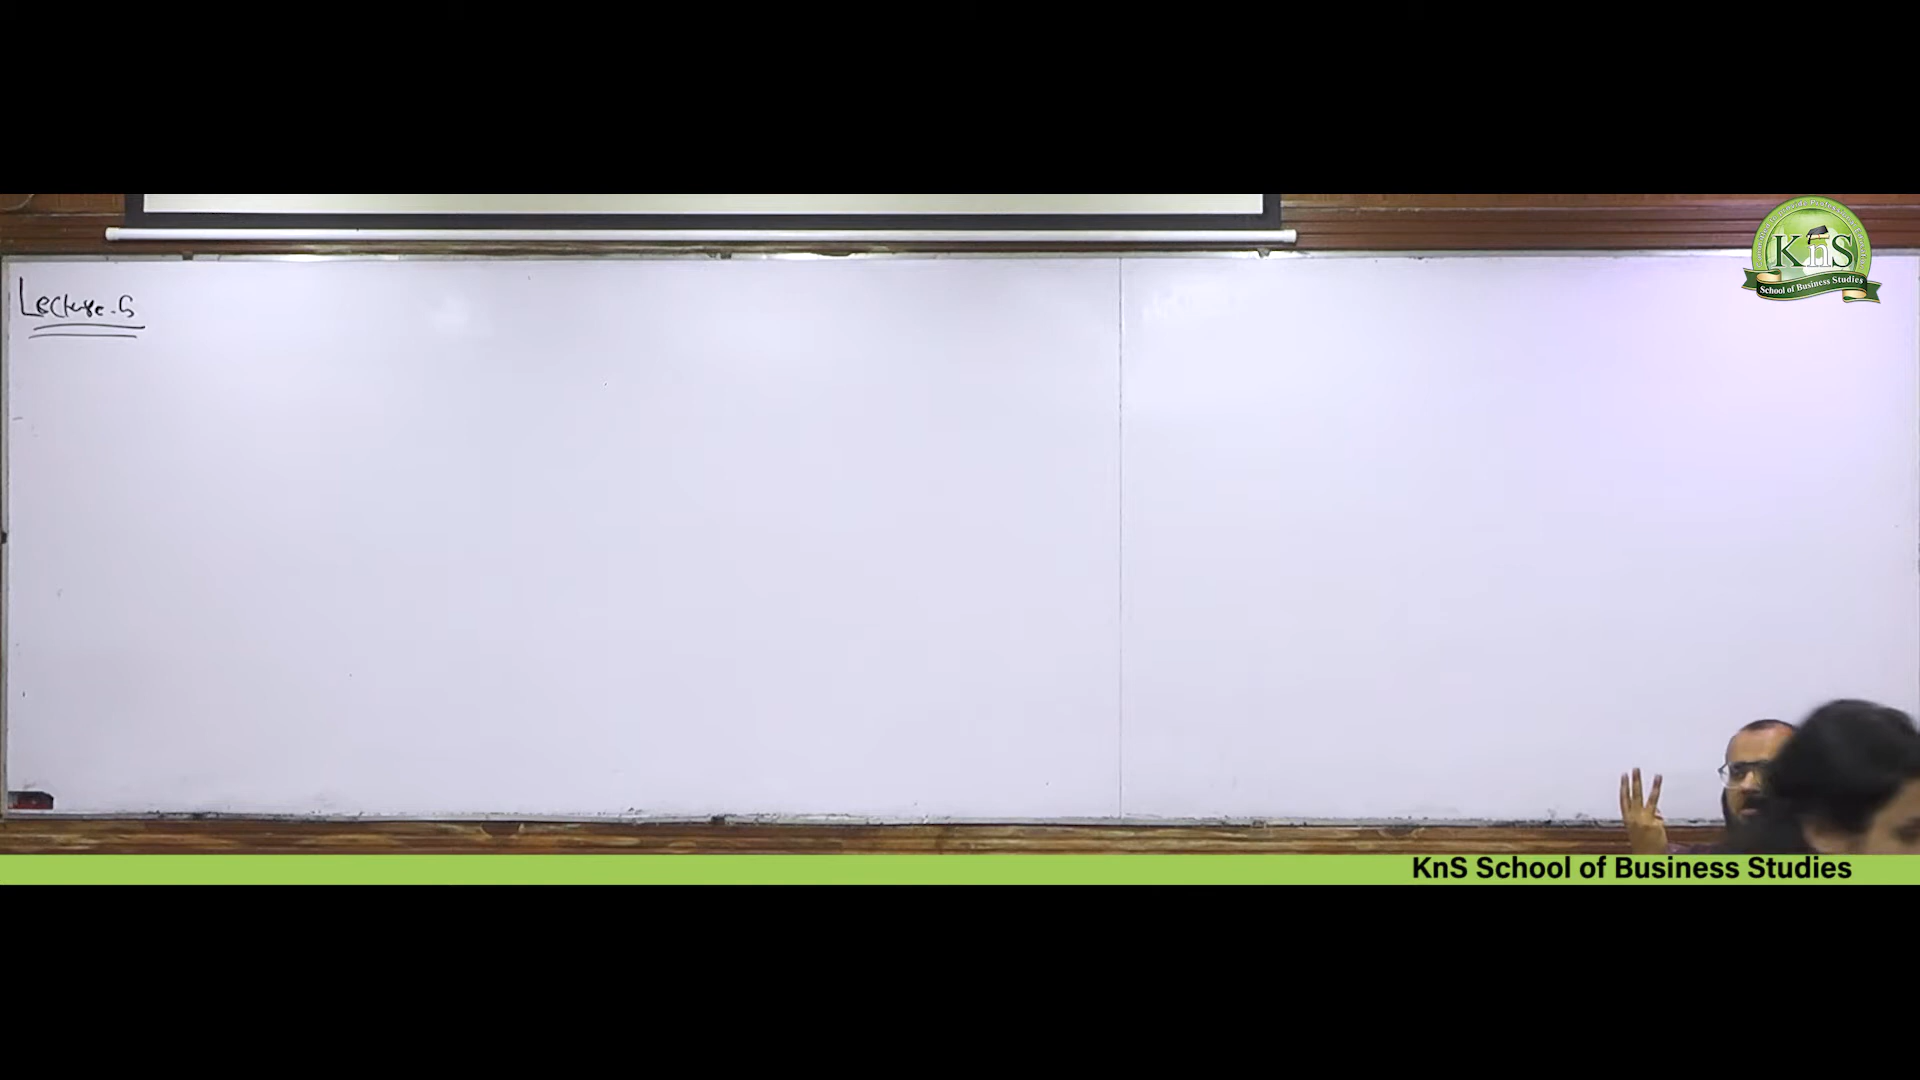 Lecture-5
KnS
School of Business Studies
KnS School of Business Studies